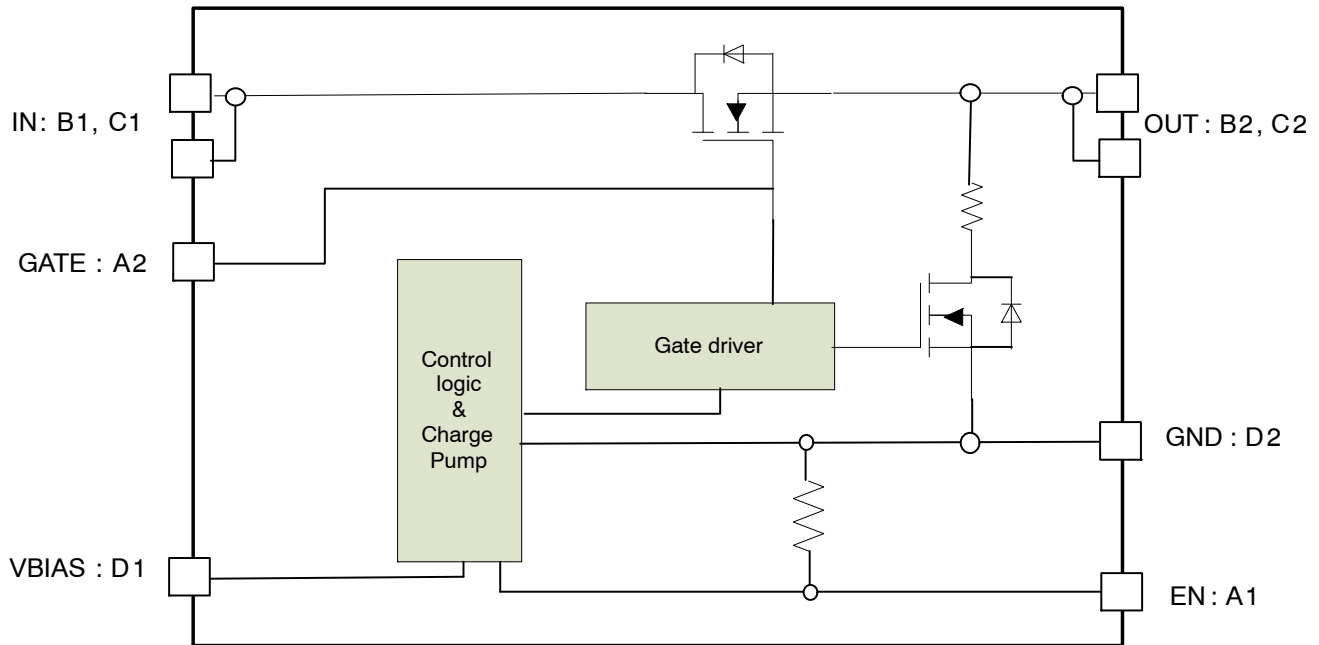 IN: B1, C1
OUT : B2, C2
GATE : A2
Gate driver
Control
logic
&
Charge
Pump
GND : D2
VBIAS : D1
EN : A1